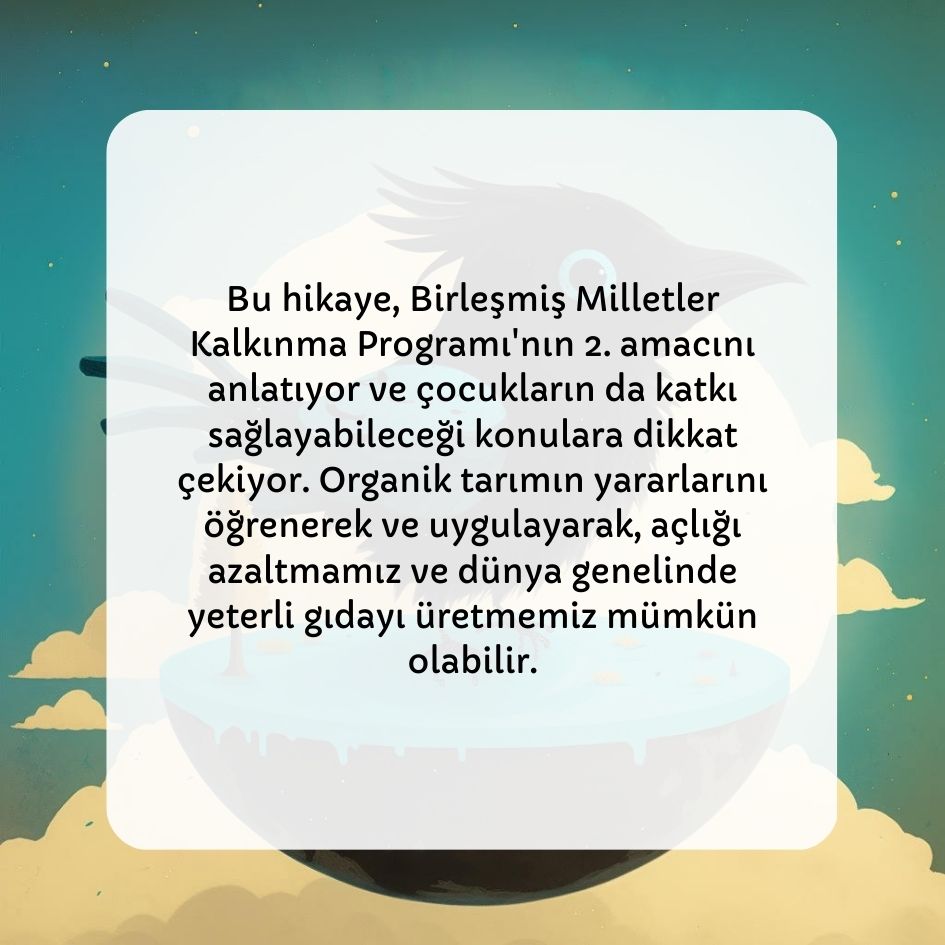 Bu hikaye, Birleşmiş Milletler
Kalkınma Programı'nın 2. amacını
anlatıyor ve çocukların da katkı
sağlayabileceği konulara dikkat
çekiyor. Organik tarımın yararlarını
öğrenerek ve uygulayarak, açlığı
azaltmamız ve dünya genelinde
yeterli gıdayı üretmemiz mümkün
olabilir.